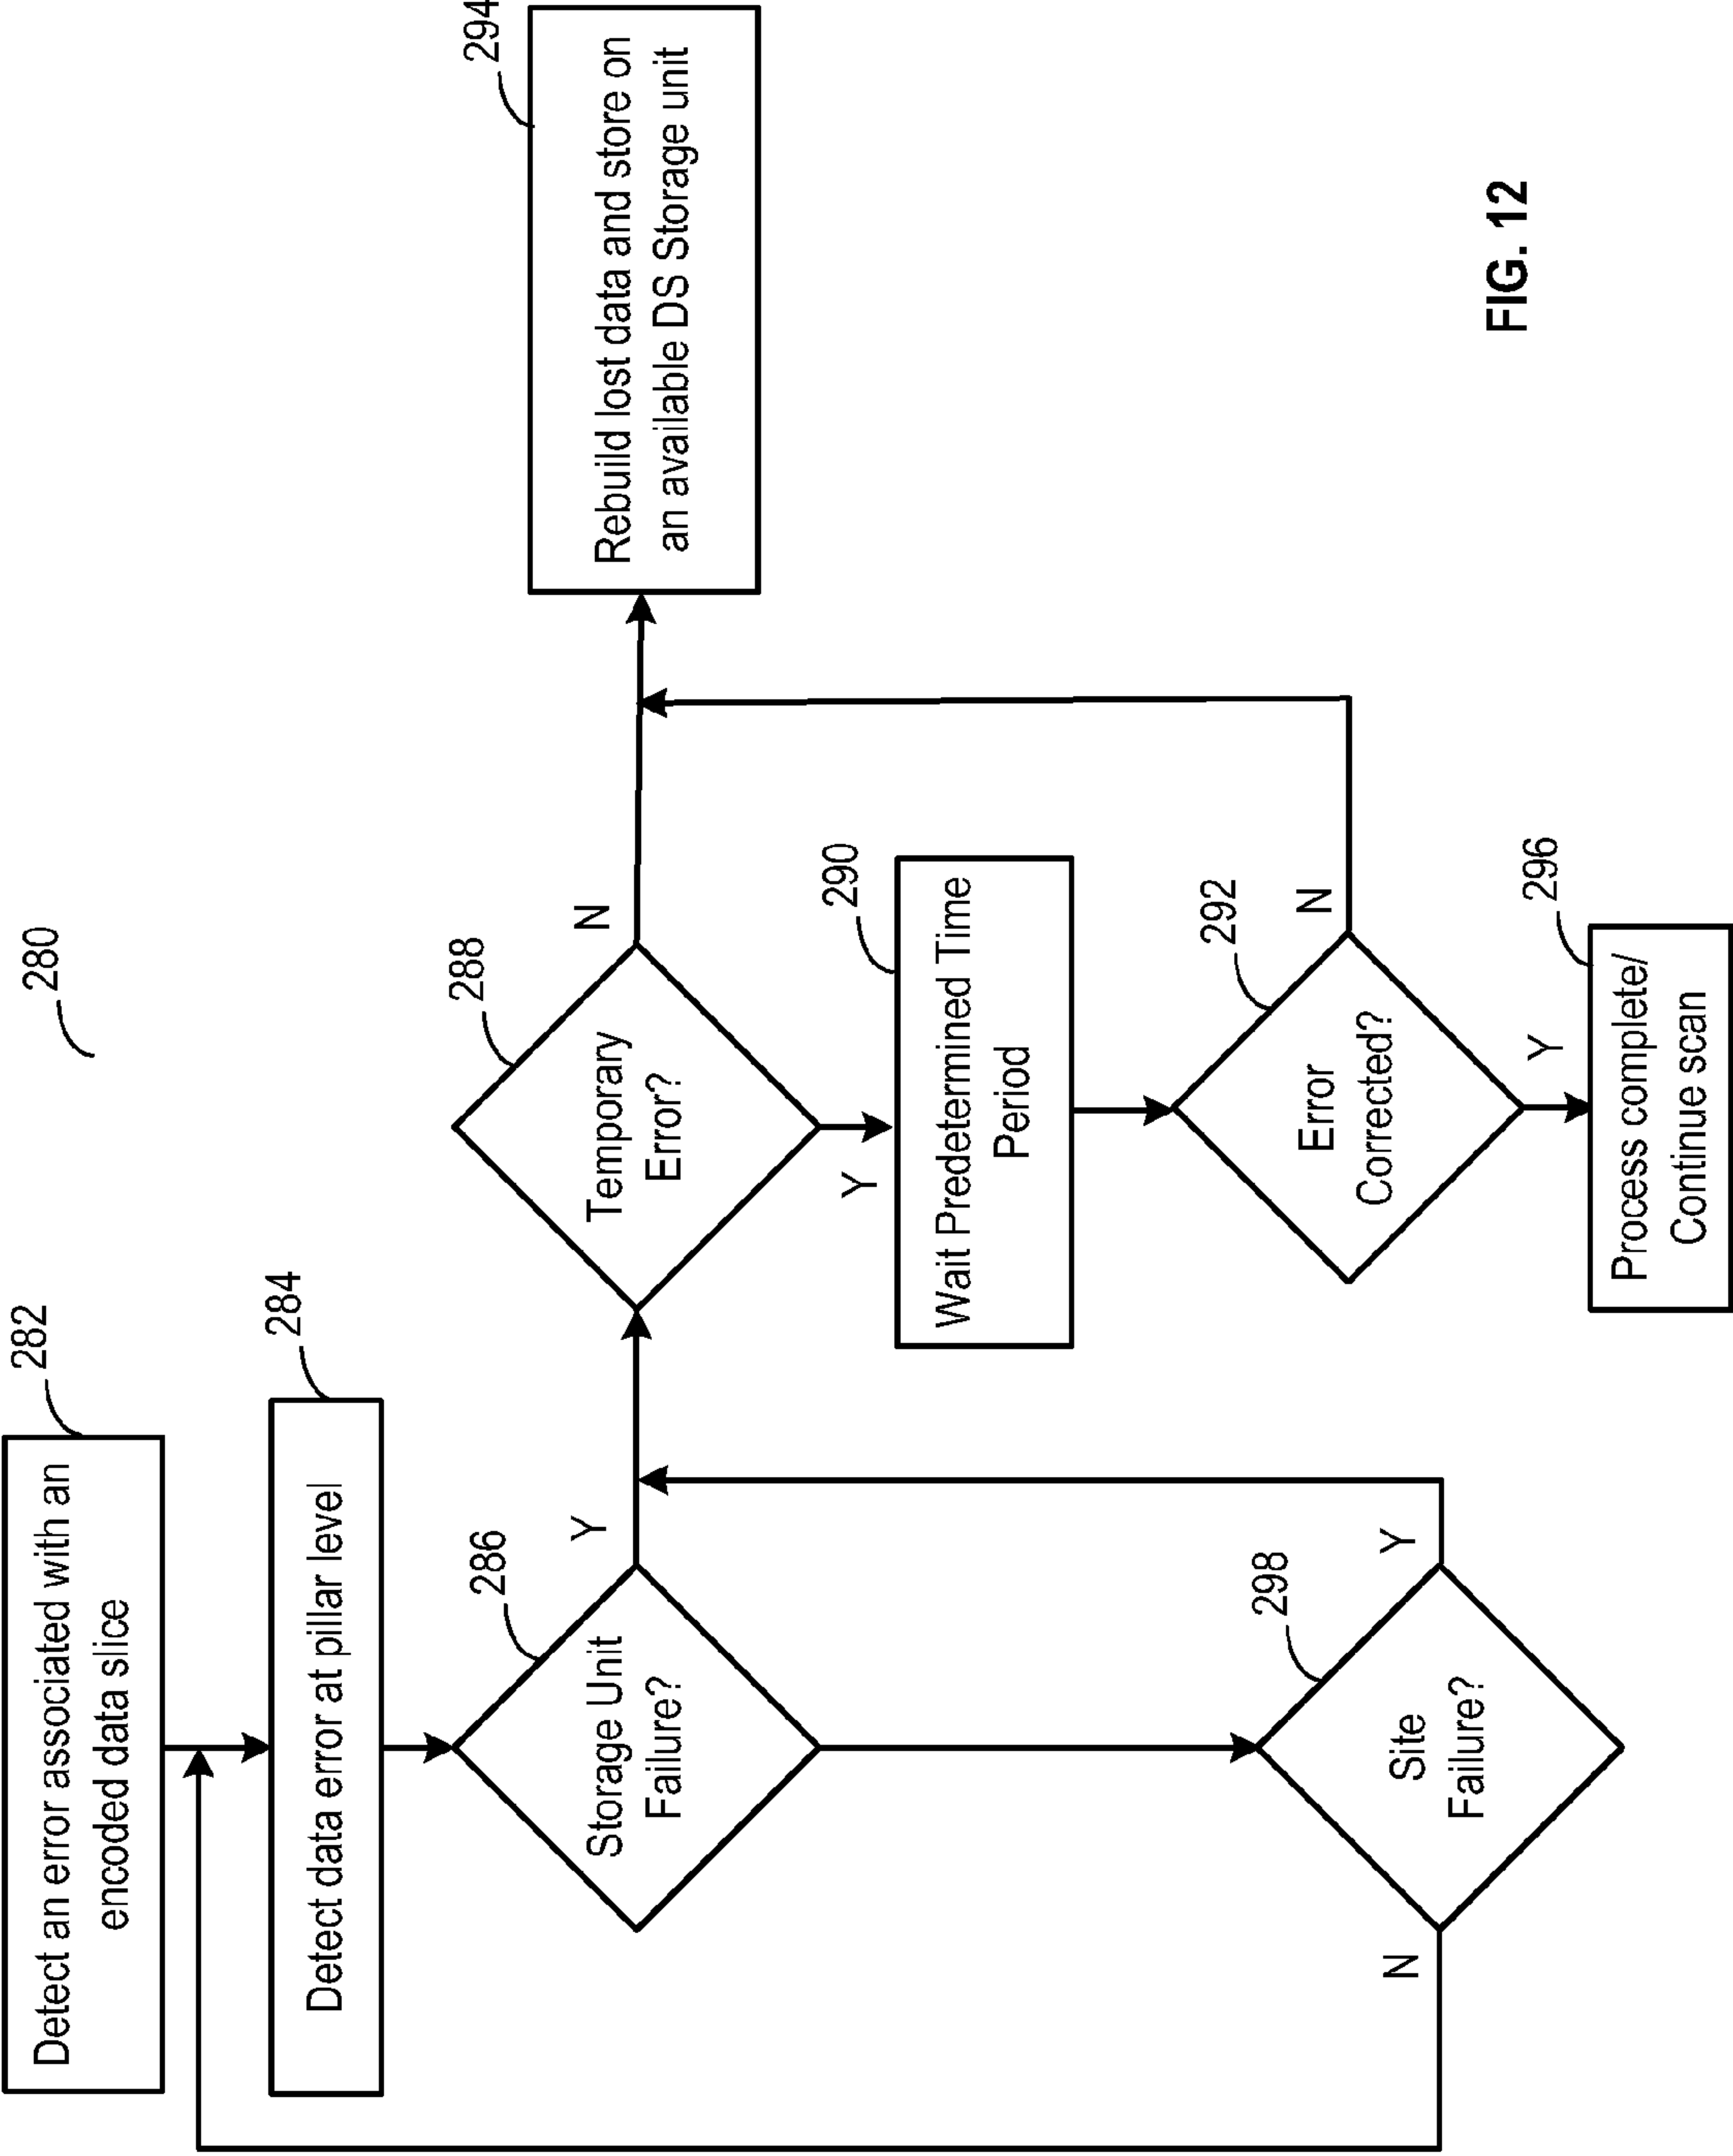 280
282
Detect an error associated with an
encoded data slice
284
Detect data error at pillar level
286
Storage Unit
Failure?
Y
288
Temporary
Error?
N
294
Rebuild lost data and store on
an available DS Storage unit
Y
290
Wait Predetermined Time
Period
292
Error
Corrected?
N
Y
296
Process complete/
Continue scan
298
Site
Failure?
Y
N
FIG. 12